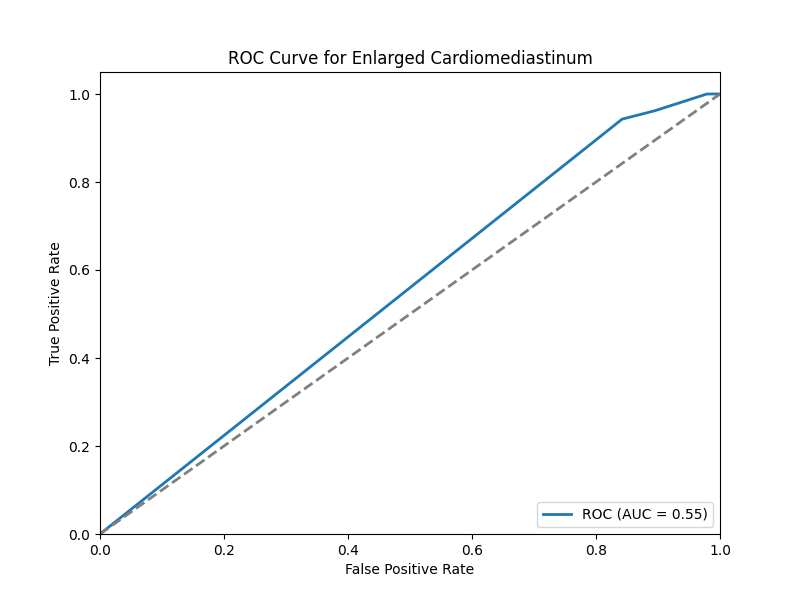 ROC Curve for Enlarged Cardiomediastinum
True Positive Rate
1.0
0.8
0.6
0.4
0.2
0.0
0.0 0.2 0.4 0.6 0.8 1.0
False Positive Rate
ROC (AUC = 0.55)